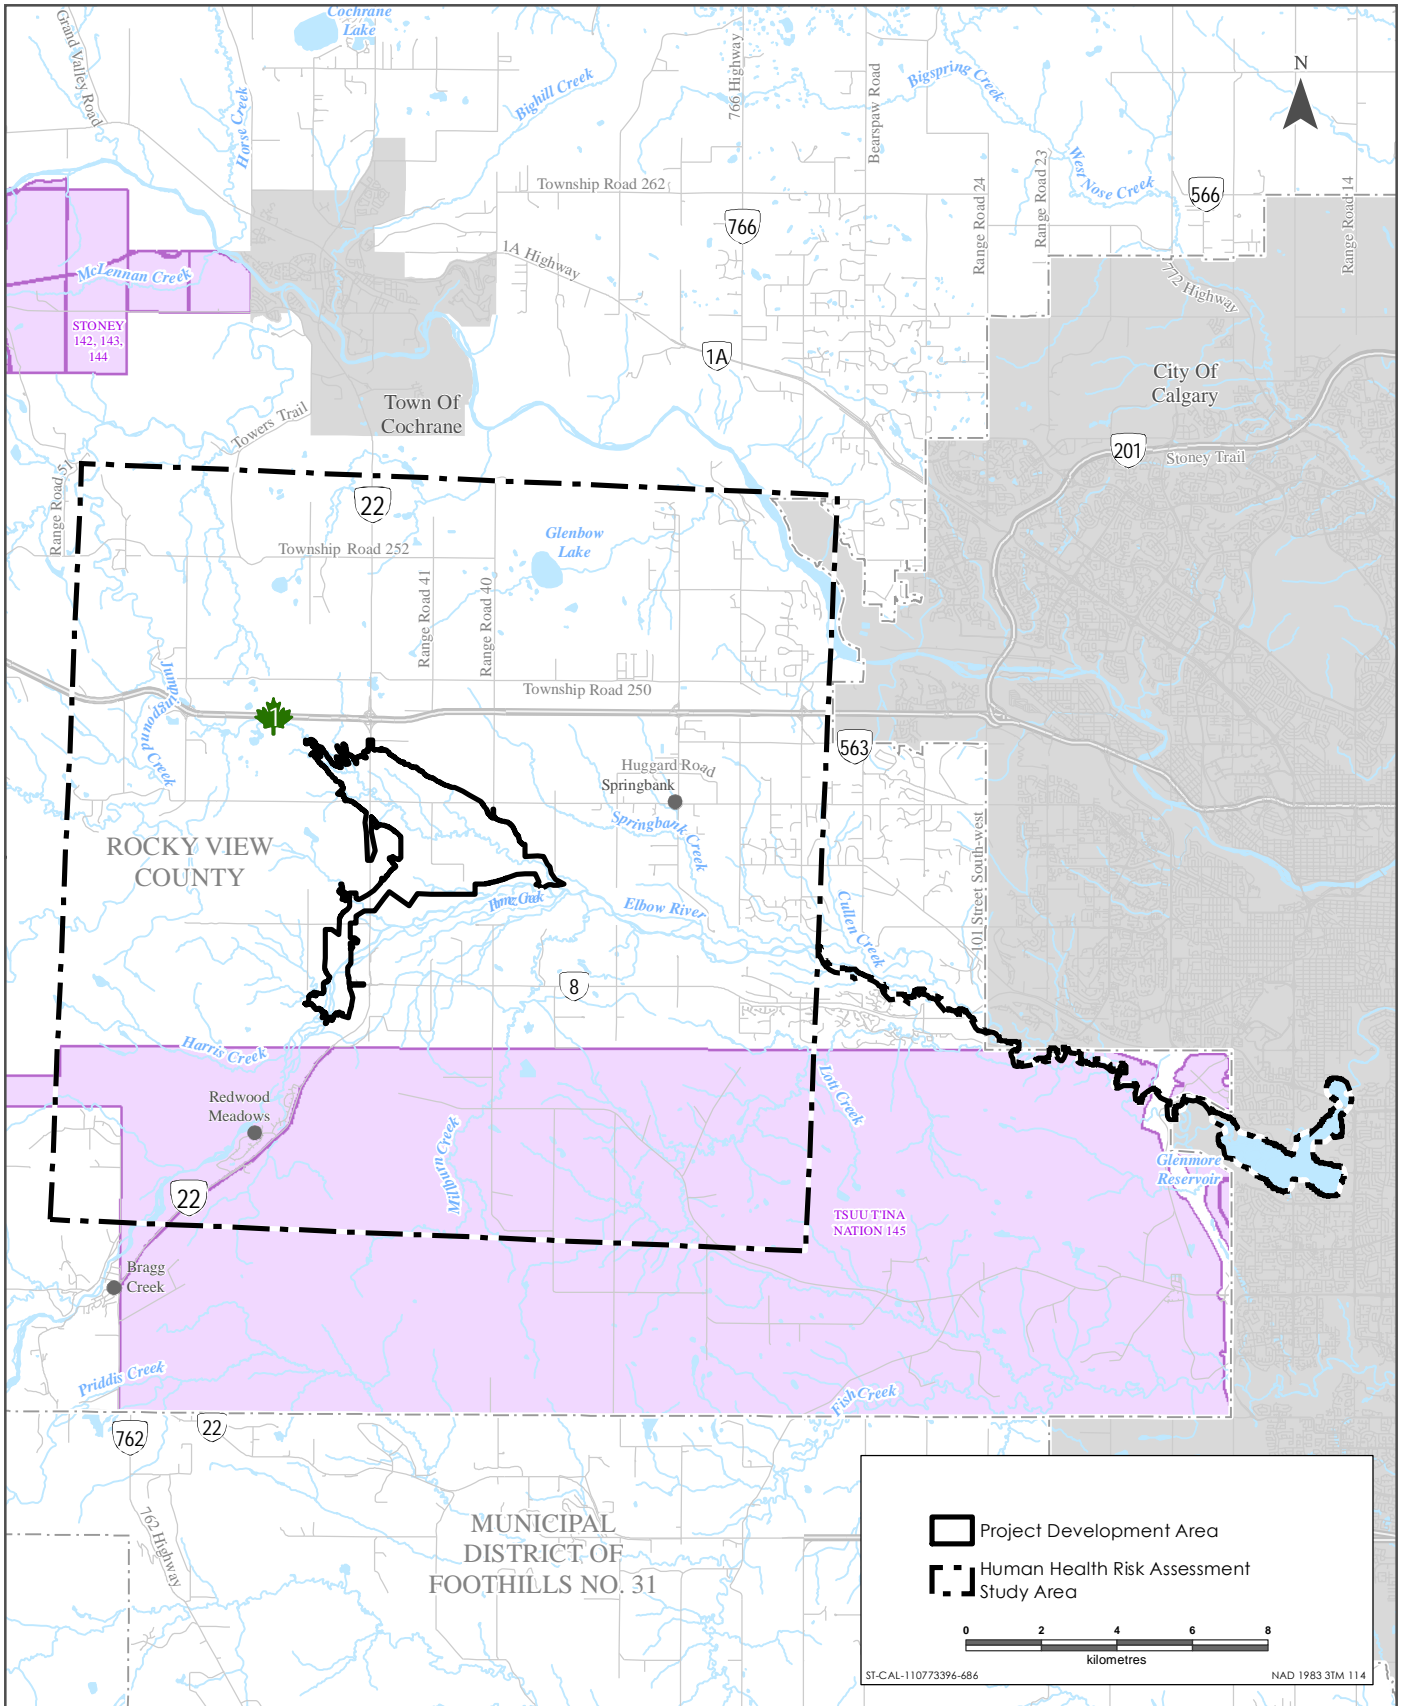 Cochrane
Lake
Grand Valley Road
Horse Creek
Bighill Creek
766 Highway
Bearspaw Road
Bigspring Creek
N
West Nose Creek
Range Road 23
Range Road 24
566
Range Road 14
Township Road 262
766
1A Highway
McLennan Creek
772 Highway
STONEY
142, 143,
144
1A
City Of
Calgary
Town Of
Cochrane
Towers Trail
201
Stoney Trail
Range Road 51
22
Glenbow
Lake
Township Road 252
Range Road 41
Range Road 40
Jumpingpound Creek
Township Road 250
1
563
Huggard Road
Springbank
Springbank Creek
ROCKY VIEW
COUNTY
101 Street South-west
Cullen Creek
Elbow River
8
Harris Creek
Redwood
Meadows
Lott Creek
Millburn Creek
Glenmore
Reservoir
22
TSUU T'INA
NATION 145
Bragg
Creek
Priddis Creek
Fish Creek
762
22
762 Highway
MUNICIPAL
DISTRICT OF
FOOTHILLS NO. 31
Project Development Area
Human Health Risk Assessment
Study Area
0 2 4 6 8
kilometres
ST-CAL-110773396-686
NAD 1983 3TM 114